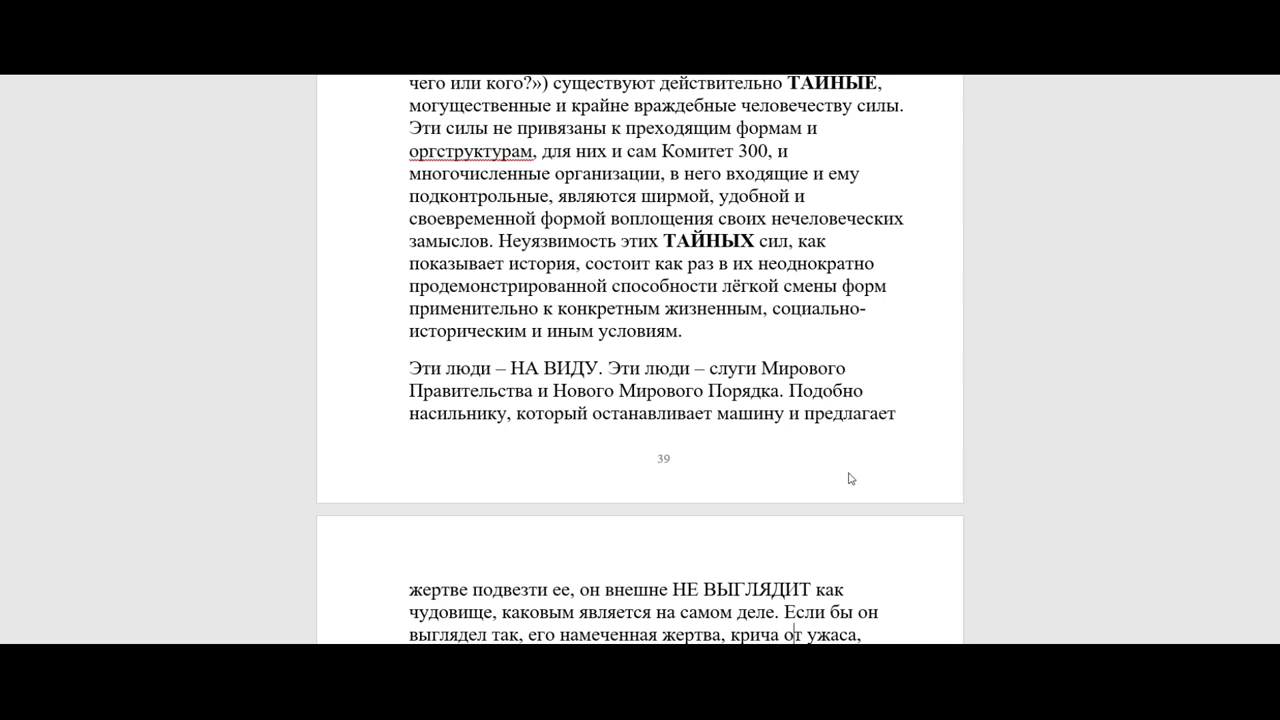 чего или кого?») существуют действительно ТАЙНЫЕ,
могущественные и крайне враждебные человечеству силы.
Эти силы не привязаны к преходящим формам и
оргструктурам, для них и сам Комитет 300, и
многочисленные организации, в него входящие и ему
подконтрольные, являются ширмой, удобной и
своевременной формой воплощения своих нечеловеческих
замыслов. Неуязвимость этих ТАЙНЫХ сил, как
показывает история, состоит как раз в их неоднократно
продемонстрированной способности лёгкой смены форм
применительно к конкретным жизненным, социально-
историческим и иным условиям.
Эти люди – НА ВИДУ. Эти люди – слуги Мирового
Правительства и Нового Мирового Порядка. Подобно
насильнику, который останавливает машину и предлагает
39
жертве подвезти ее, он внешне НЕ ВЫГЛЯДИТ как
чудовище, каковым является на самом деле. Если бы он
выглядел так, его намеченная жертва, крича от ужаса,